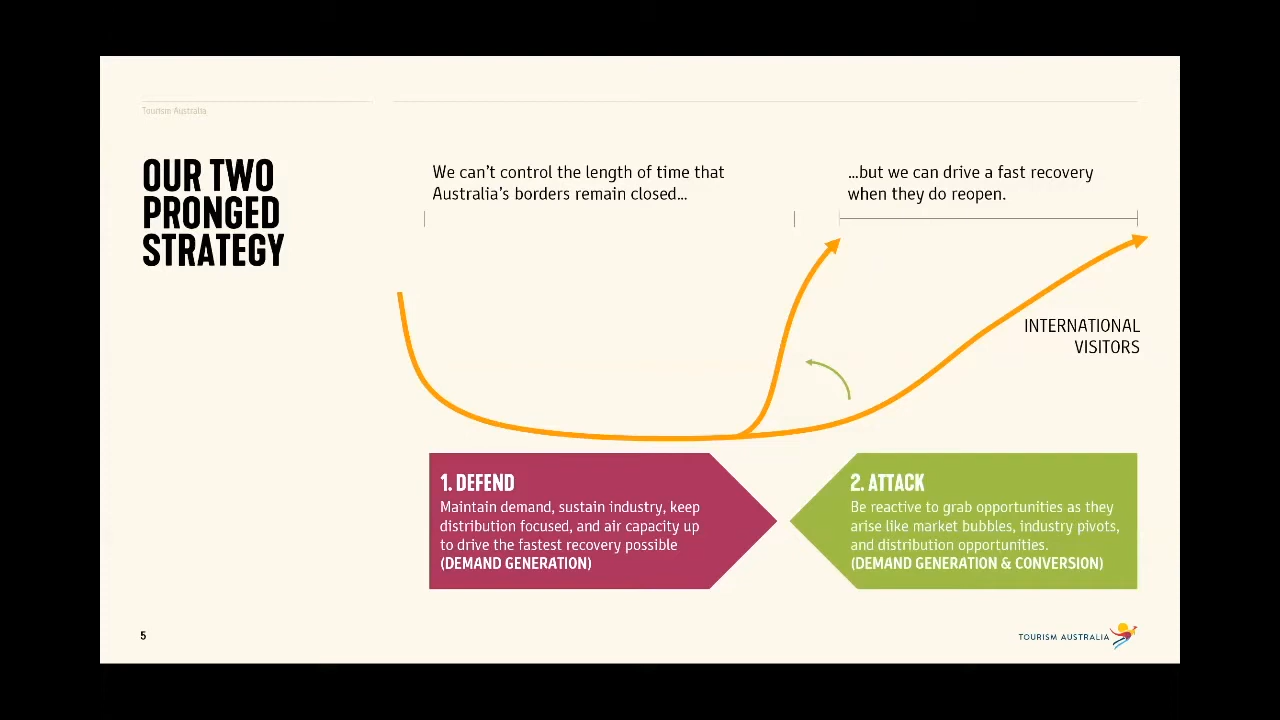 Tourism Australia
OUR TWO
PRONGED
STRATEGY
We can't control the length of time that
Australia's borders remain closed...
...but we can drive a fast recovery
when they do reopen.
INTERNATIONAL
VISITORS
1. DEFEND
Maintain demand, sustain industry, keep
distribution focused, and air capacity up
to drive the fastest recovery possible
(DEMAND GENERATION)
2. ATTACK
Be reactive to grab opportunities as they
arise like market bubbles, industry pivots,
and distribution opportunities.
(DEMAND GENERATION & CONVERSION)
5
TOURISM AUSTRALIA